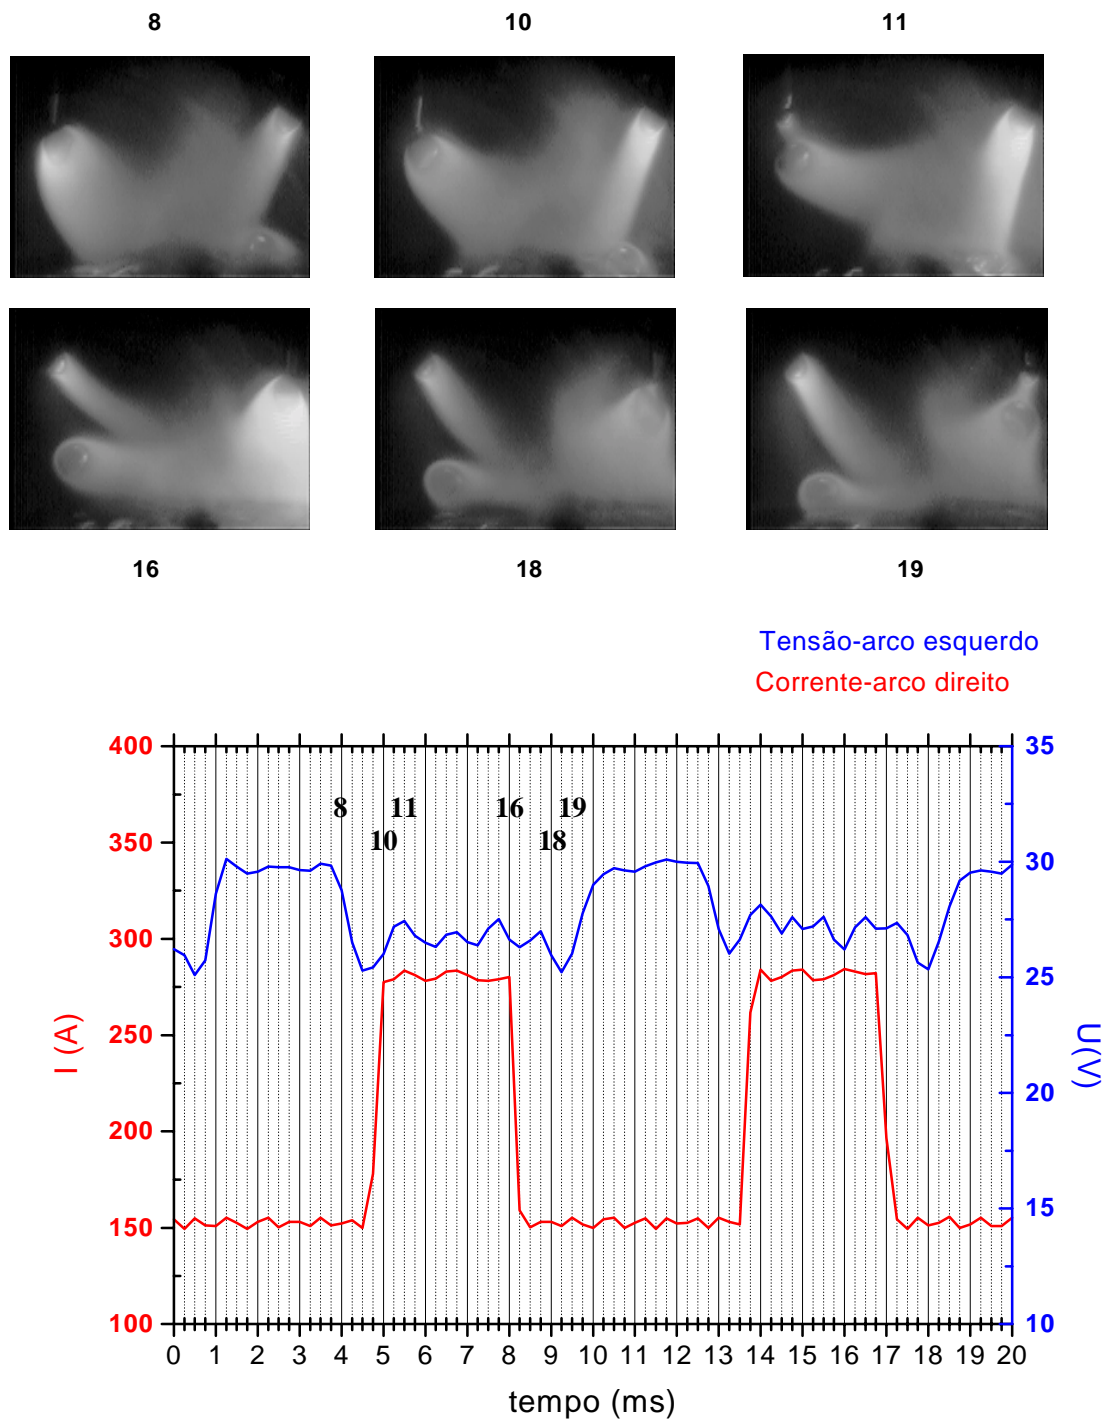 8 10 11
16 18 19
Tensão-arco esquerdo
Corrente-arco direito
400 35
8 11 16 19
350 10 18
30
300
25
250
I (A) U(V)
20
200
150 15
100 10
0 1 2 3 4 5 6 7 8 9 10 11 12 13 14 15 16 17 18 19 20
tempo (ms)